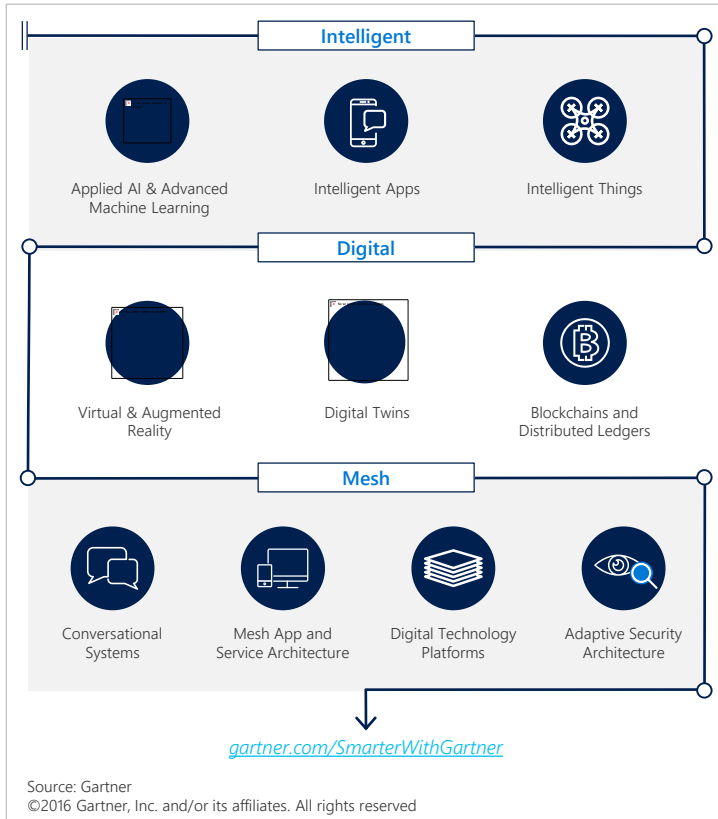 Intelligent
Applied AI & Advanced
Machine Learning
Intelligent Apps
Intelligent Things
Digital
Virtual & Augmented
Reality
Digital Twins
Blockchains and
Distributed Ledgers
Mesh
Conversational
Systems
Mesh App and
Service Architecture
Digital Technology
Platforms
Adaptive Security
Architecture
gartner.com/SmarterWithGartner
Source: Gartner
©2016 Gartner, Inc. and/or its affiliates. All rights reserved